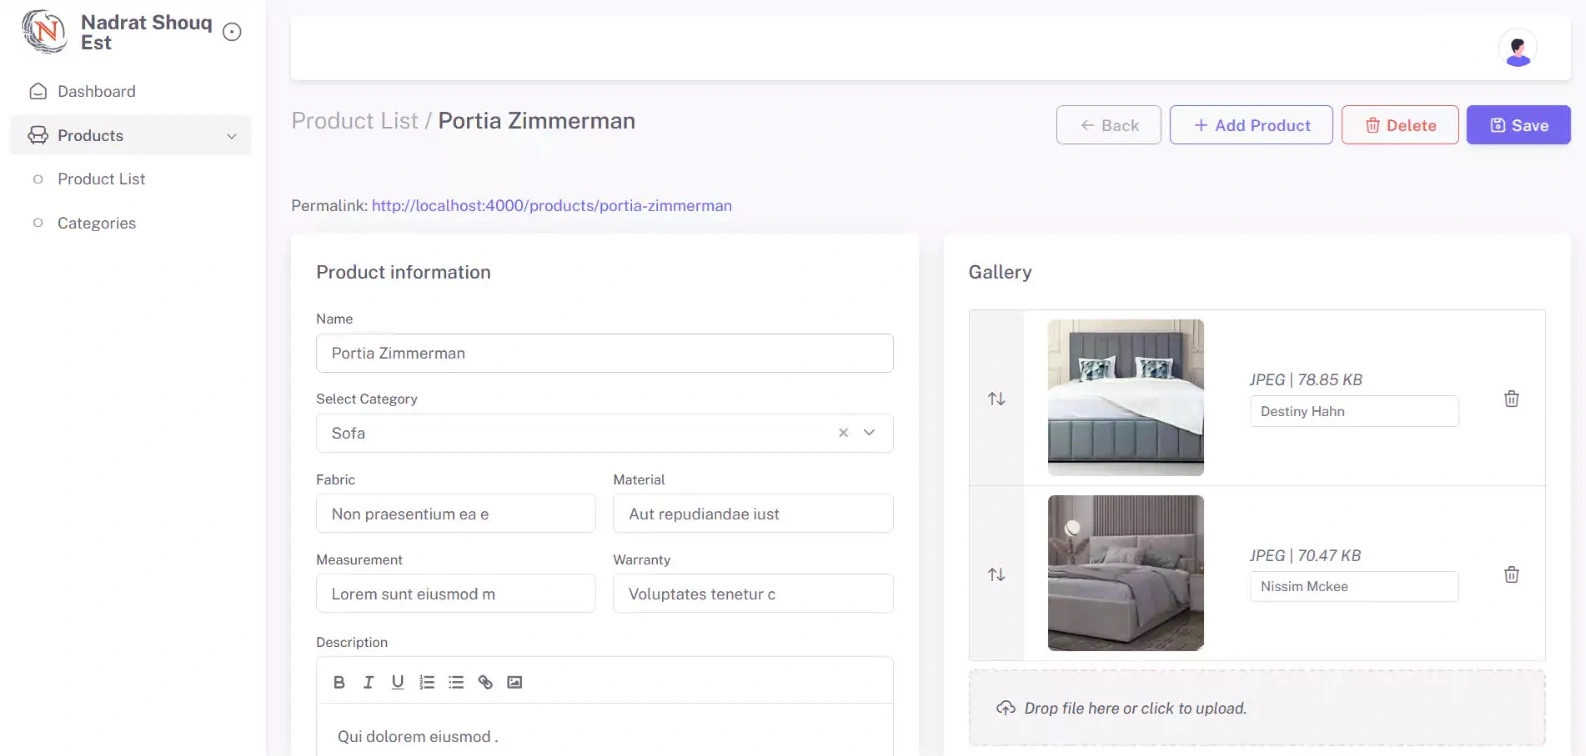 Nadrat Shouq
Est
Dashboard
Products
Product List
Categories
Product List / Portia Zimmerman
Back
Add Product
Delete
Save
Permalink: http://localhost:4000/products/portia-zimmerman
Product information
Name
Portia Zimmerman
Select Category
Sofa
Fabric
Material
Non praesentium ea e
Aut repudiandae iust
Measurement
Warranty
Lorem sunt eiusmod m
Voluptates tenetur c
Description
B I U
Qui dolorem eiusmod .
Gallery
JPEG | 78.85 KB
Destiny Hahn
JPEG | 70.47 KB
Nissim Mckee
Drop file here or click to upload.